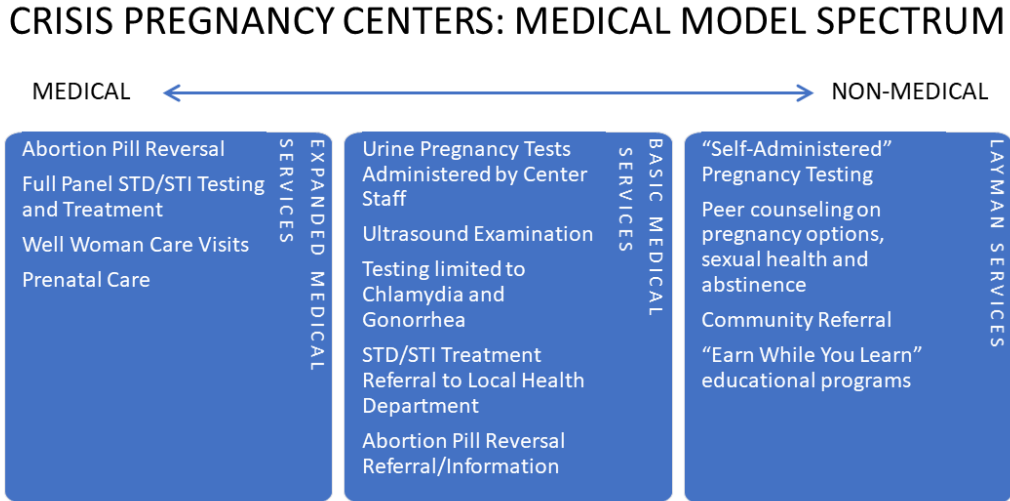 CRISIS PREGNANCY CENTERS: MEDICAL MODEL SPECTRUM
MEDICAL
NON-MEDICAL
Abortion Pill Reversal
Full Panel STD/STI Testing
and Treatment
Well Woman Care Visits
Prenatal Care
EXPANDED MEDICAL
SERVICES
Urine Pregnancy Tests
Administered by Center
Staff
Ultrasound Examination
Testing limited to
Chlamydia and
Gonorrhea
STD/STI Treatment
Referral to Local Health
Department
Abortion Pill Reversal
Referral/Information
BASIC MEDICAL
SERVICES
“Self-Administered”
Pregnancy Testing
Peer counseling on
pregnancy options,
sexual health and
abstinence
Community Referral
“Earn While You Learn”
educational programs
LAYMAN SERVICES